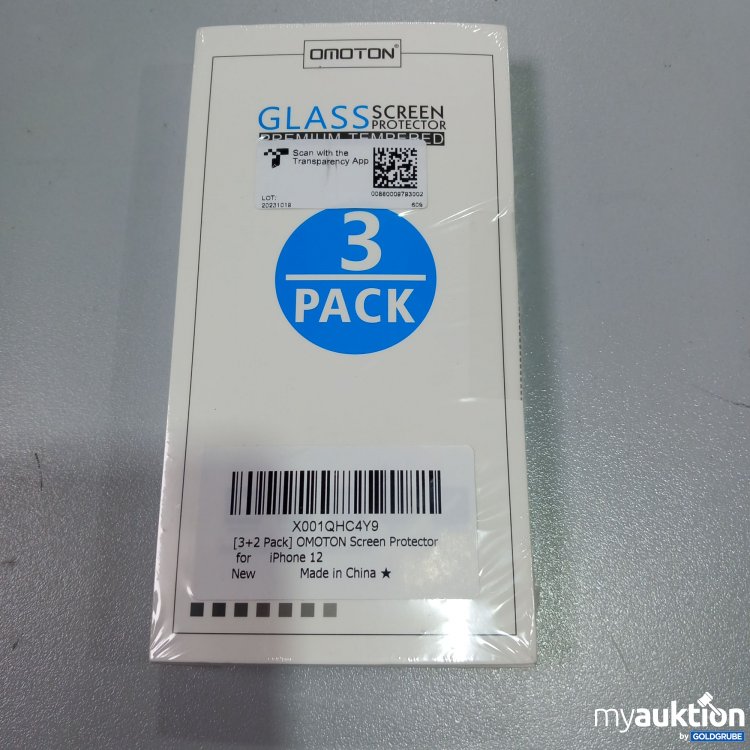 OMOTON®
GLASS SCREEN PROTECTOR
PREMIUM TEMPERED
Scan with the
Transparency App
00860009793002
LOT:
20231019 609
3
PACK
X001QHC4Y9
[3+2 Pack] OMOTON Screen Protector
for iPhone 12
New Made in China ★
myauktion
by GOLDGRUBE